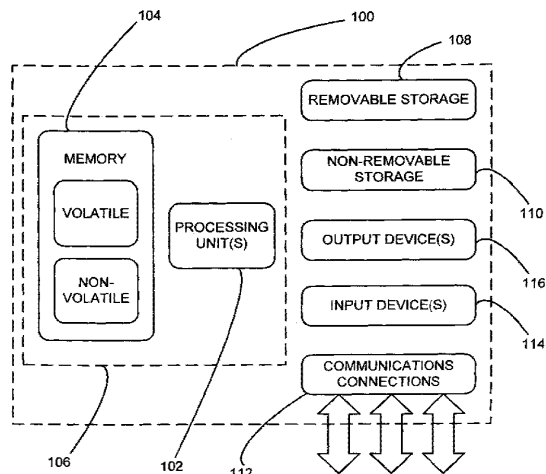 104
100
108
REMOVABLE STORAGE
MEMORY
VOLATILE
NON-
VOLATILE
PROCESSING
UNIT(S)
NON-REMOVABLE
STORAGE
110
OUTPUT DEVICE(S)
116
INPUT DEVICE(S)
114
COMMUNICATIONS
CONNECTIONS
106
102
112